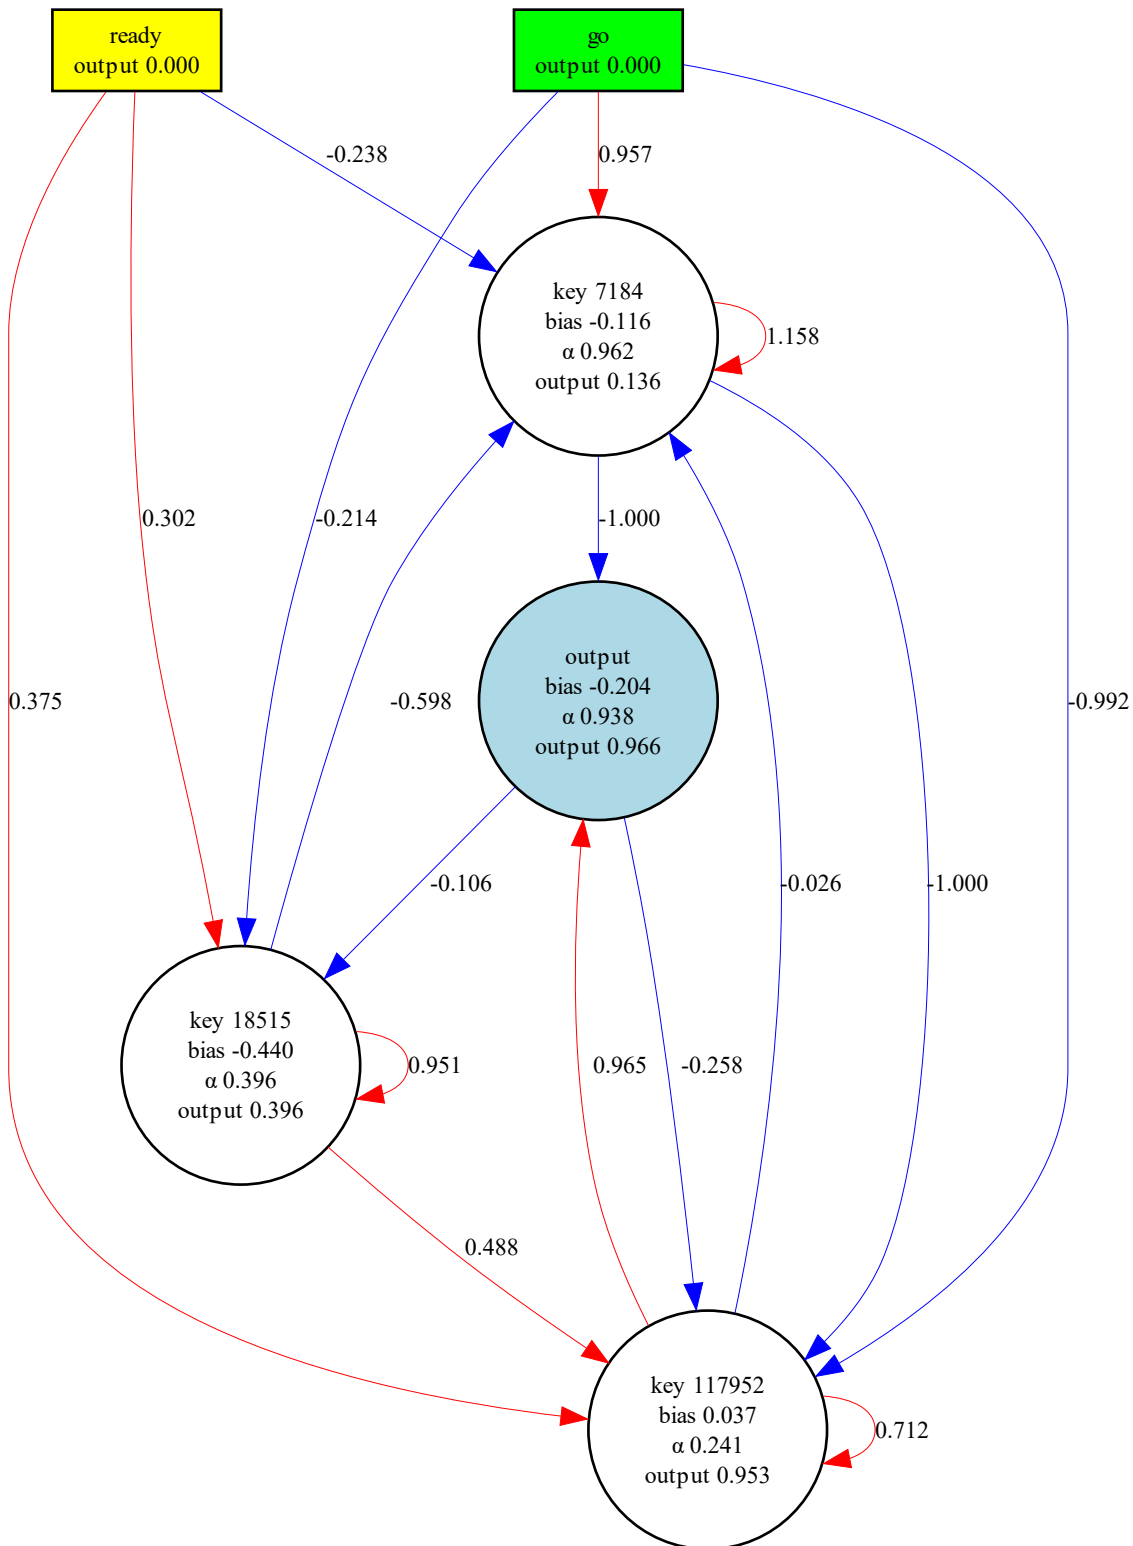 ready
output 0.000
go
output 0.000
-0.238
0.957
key 7184
bias -0.116
α 0.962
output 0.136
1.158
0.302
-0.214
-1.000
output
bias -0.204
α 0.938
output 0.966
0.375
-0.598
-0.992
-0.106
-0.026
-1.000
key 18515
bias -0.440
α 0.396
output 0.396
0.951
0.965
-0.258
0.488
key 117952
bias 0.037
α 0.241
output 0.953
0.712